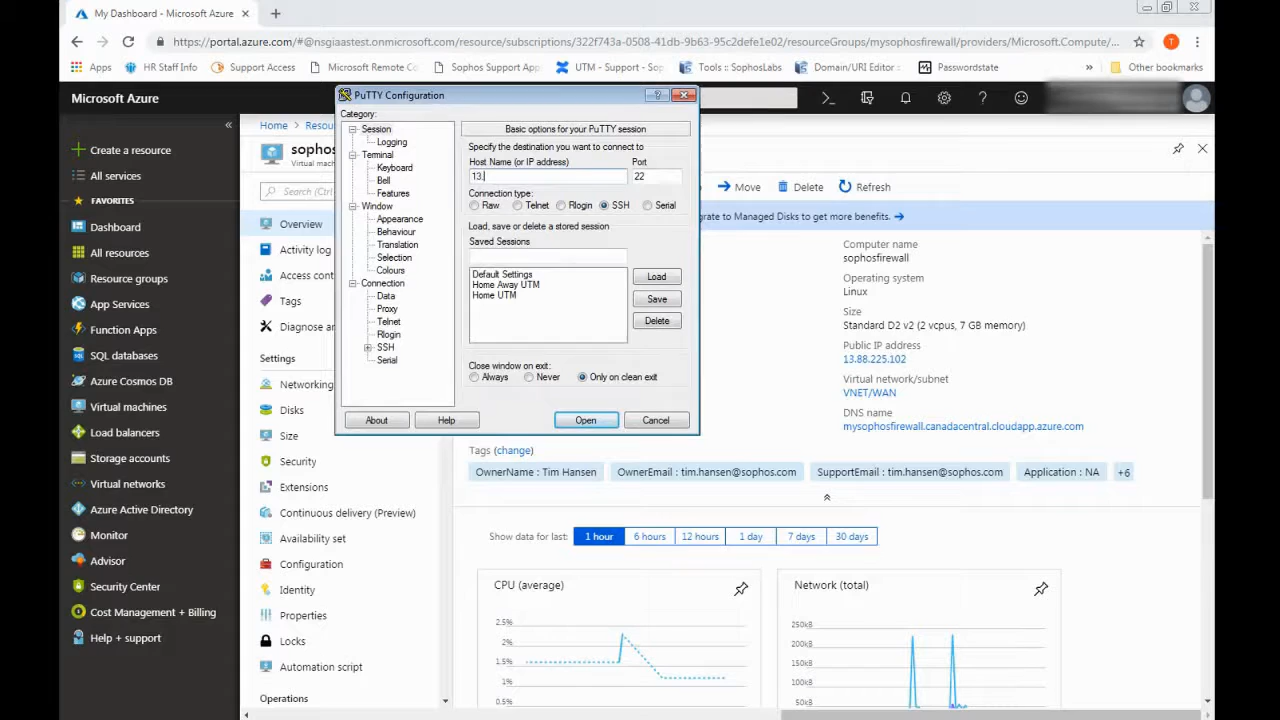 My Dashboard - Microsoft Azure
https://portal.azure.com/#@nsgiaastest.onmicrosoft.com/resource/subscriptions/322f743a-0508-41db-9b63-95c2defe1e02/resourceGroups/mysophosfirewall/providers/Microsoft.Compute/...
Apps
HR Staff Info
Support Access
Microsoft Remote Co
Sophos Support App
UTM - Support - Sop
Tools :: SophosLabs
Domain/URI Editor :
Passwordstate
»
Other bookmarks
Microsoft Azure
«
Create a resource
All services
FAVORITES
Dashboard
All resources
Resource groups
App Services
Function Apps
SQL databases
Azure Cosmos DB
Virtual machines
Load balancers
Storage accounts
Virtual networks
Azure Active Directory
Monitor
Advisor
Security Center
Cost Management + Billing
Help + support
Home > Resou
sophos
Virtual machi
Search (Ctrl
Overview
Activity log
Access cont
Tags
Diagnose an
Settings
Networking
Disks
Size
Security
Extensions
Continuous delivery (Preview)
Availability set
Configuration
Identity
Properties
Locks
Automation script
Operations
PuTTY Configuration
Category:
Session
Logging
Terminal
Keyboard
Bell
Features
Window
Appearance
Behaviour
Translation
Selection
Colours
Connection
Data
Proxy
Telnet
Rlogin
SSH
Serial
Basic options for your PuTTY session
Specify the destination you want to connect to
Host Name (or IP address)
Port
13.
22
Connection type:
Raw
Telnet
Rlogin
SSH
Serial
Load, save or delete a stored session
Saved Sessions
Default Settings
Home Away UTM
Home UTM
Load
Save
Delete
Close window on exit:
Always
Never
Only on clean exit
About
Help
Open
Cancel
Move
Delete
Refresh
grate to Managed Disks to get more benefits.
Computer name
sophosfirewall
Operating system
Linux
Size
Standard D2 v2 (2 vcpus, 7 GB memory)
Public IP address
13.88.225.102
Virtual network/subnet
VNET/WAN
DNS name
mysophosfirewall.canadacentral.cloudapp.azure.com
Tags (change)
OwnerName : Tim Hansen
OwnerEmail : tim.hansen@sophos.com
SupportEmail : tim.hansen@sophos.com
Application : NA
+6
Show data for last:
1 hour
6 hours
12 hours
1 day
7 days
30 days
CPU (average)
2.5%
2%
1.5%
1%
0.5%
Network (total)
250kB
200kB
150kB
100kB
50kB